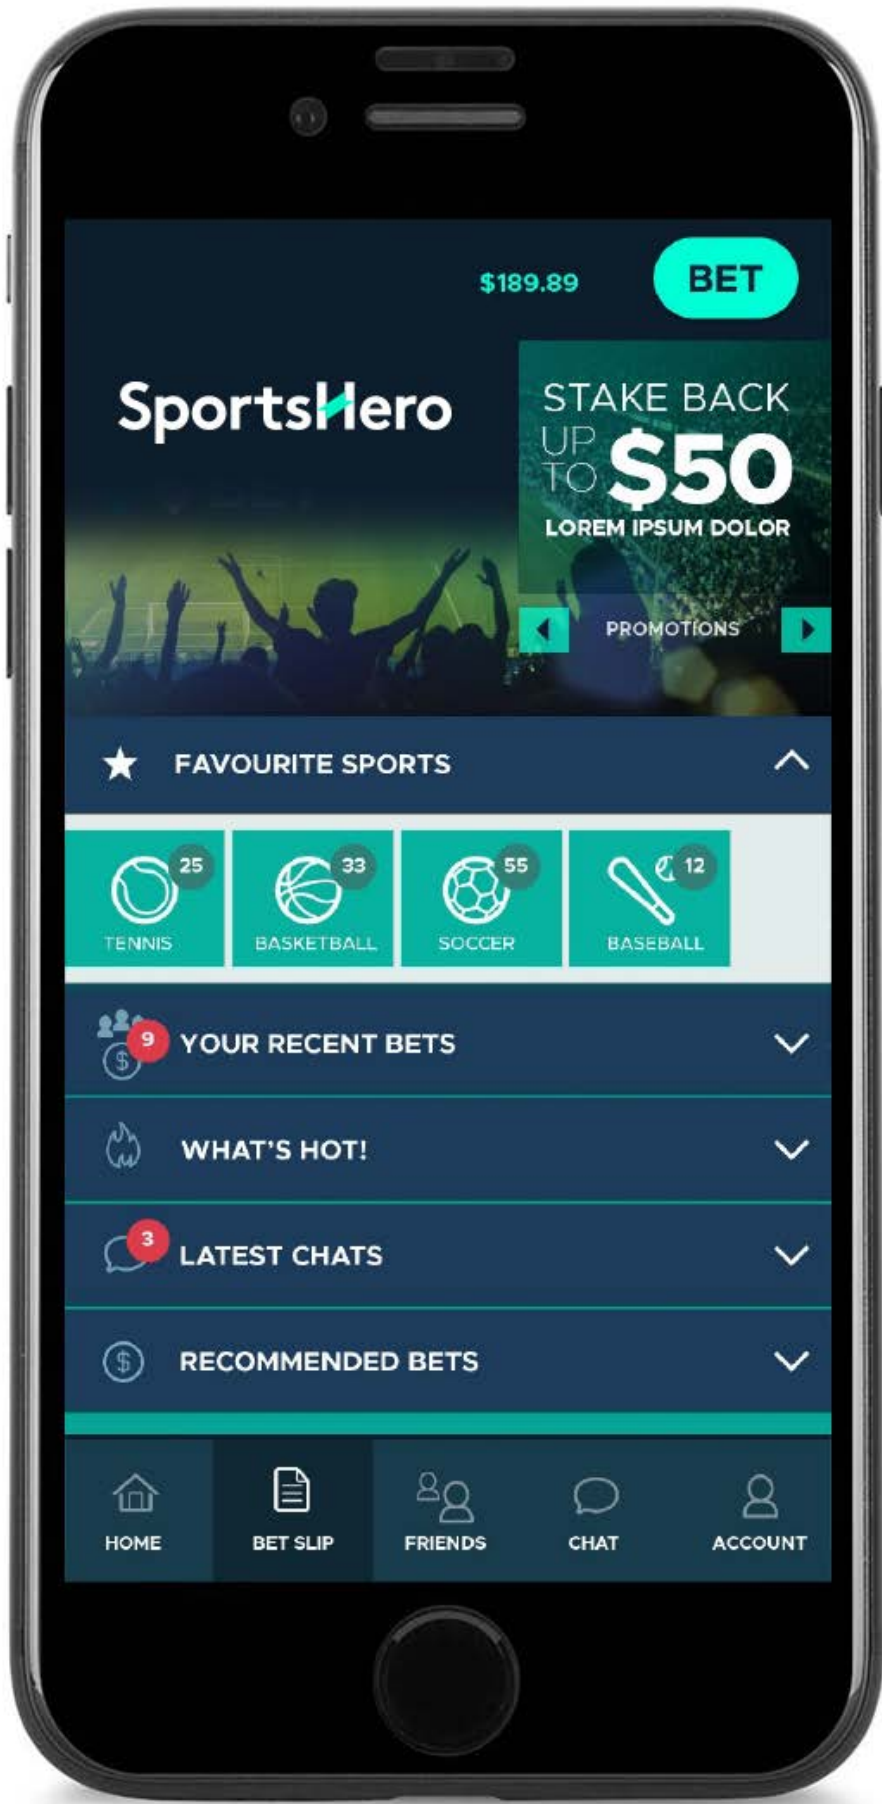 $189.89
BET
SportsHero
STAKE BACK
UP
TO
$50
LOREM IPSUM DOLOR
PROMOTIONS
FAVOURITE SPORTS
25
33
55
12
TENNIS
BASKETBALL
SOCCER
BASEBALL
9
YOUR RECENT BETS
WHAT'S HOT!
3
LATEST CHATS
RECOMMENDED BETS
HOME
BET SLIP
FRIENDS
CHAT
ACCOUNT